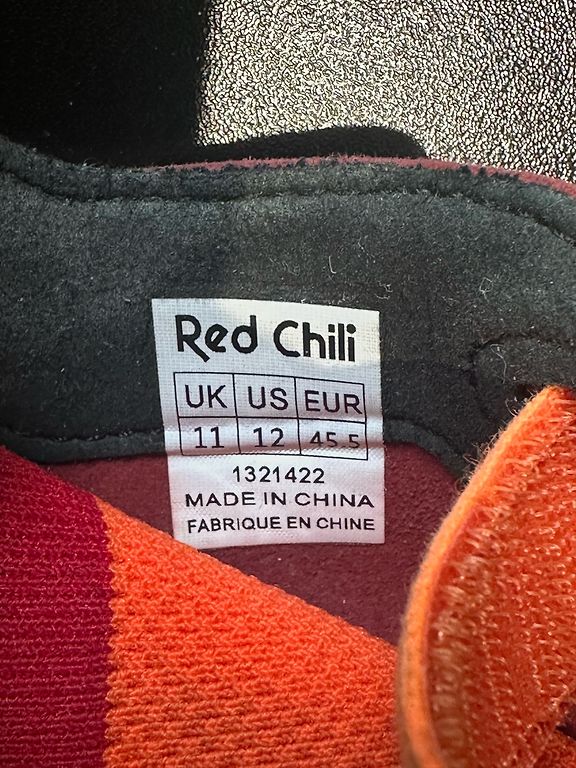 Red Chili
UK US EUR
11 12 45.5
1321422
MADE IN CHINA
FABRIQUE EN CHINE